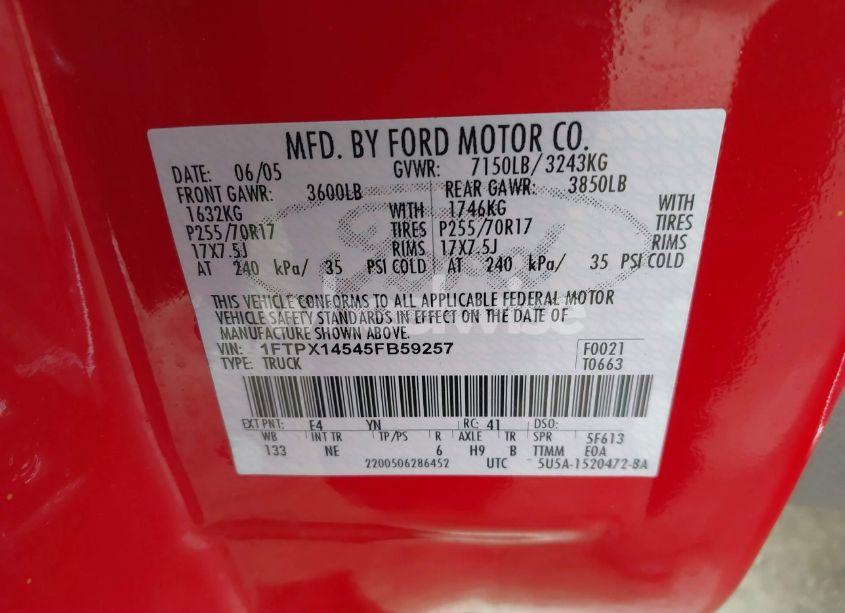 MFD. BY FORD MOTOR CO.
DATE: 06/05 GVWR: 7150LB/3243KG
FRONT GAWR: 3600LB REAR GAWR: 3850LB
1632KG WITH 1746KG WITH
P255/70R17 TIRES P255/70R17 TIRES
17X7.5J RIMS 17X7.5J RIMS
AT 240 kPa/ 35 PSI COLD AT 240 kPa/ 35 PSI COLD
THIS VEHICLE CONFORMS TO ALL APPLICABLE FEDERAL MOTOR
VEHICLE SAFETY STANDARDS IN EFFECT ON THE DATE OF
MANUFACTURE SHOWN ABOVE.
VIN: 1FTPX14545FB59257 F0021
TYPE: TRUCK T0663
EXT PNT: E4 YN RC: 41 DSO:
WB INT TR TP/PS R AXLE TR SPR 5F613
133 NE 6 H9 B TTMM E0A
2200506286452 UTC 5U5A-1520472-BA